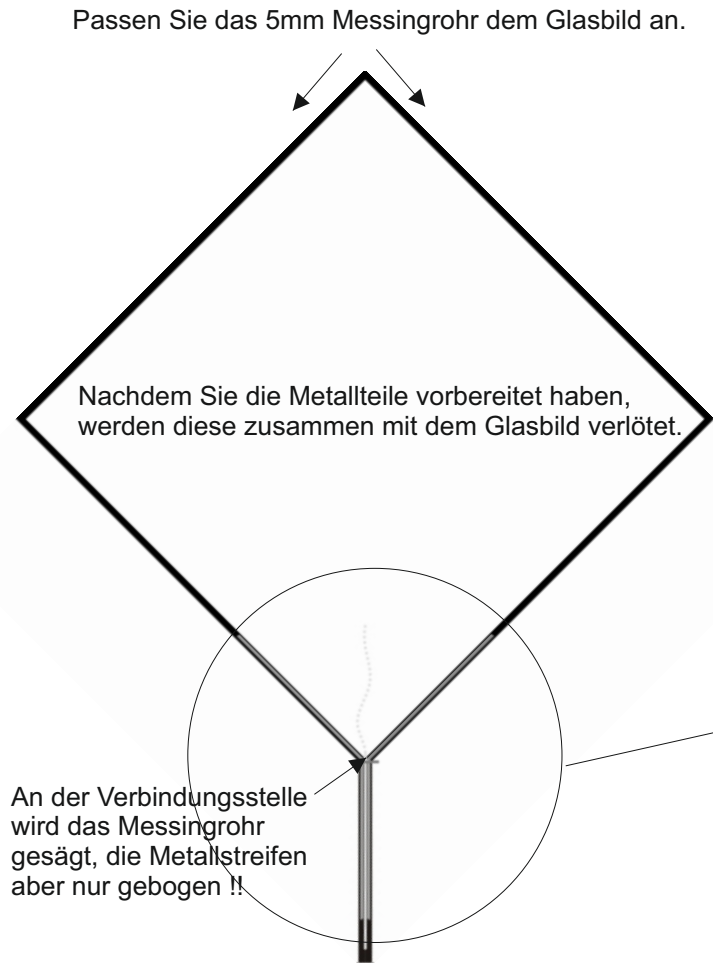 Passen Sie das 5mm Messingrohr dem Glasbild an.
Nachdem Sie die Metallteile vorbereitet haben,
werden diese zusammen mit dem Glasbild verlötet.
An der Verbindungsstelle
wird das Messingrohr
gesägt, die Metallstreifen
aber nur gebogen !!